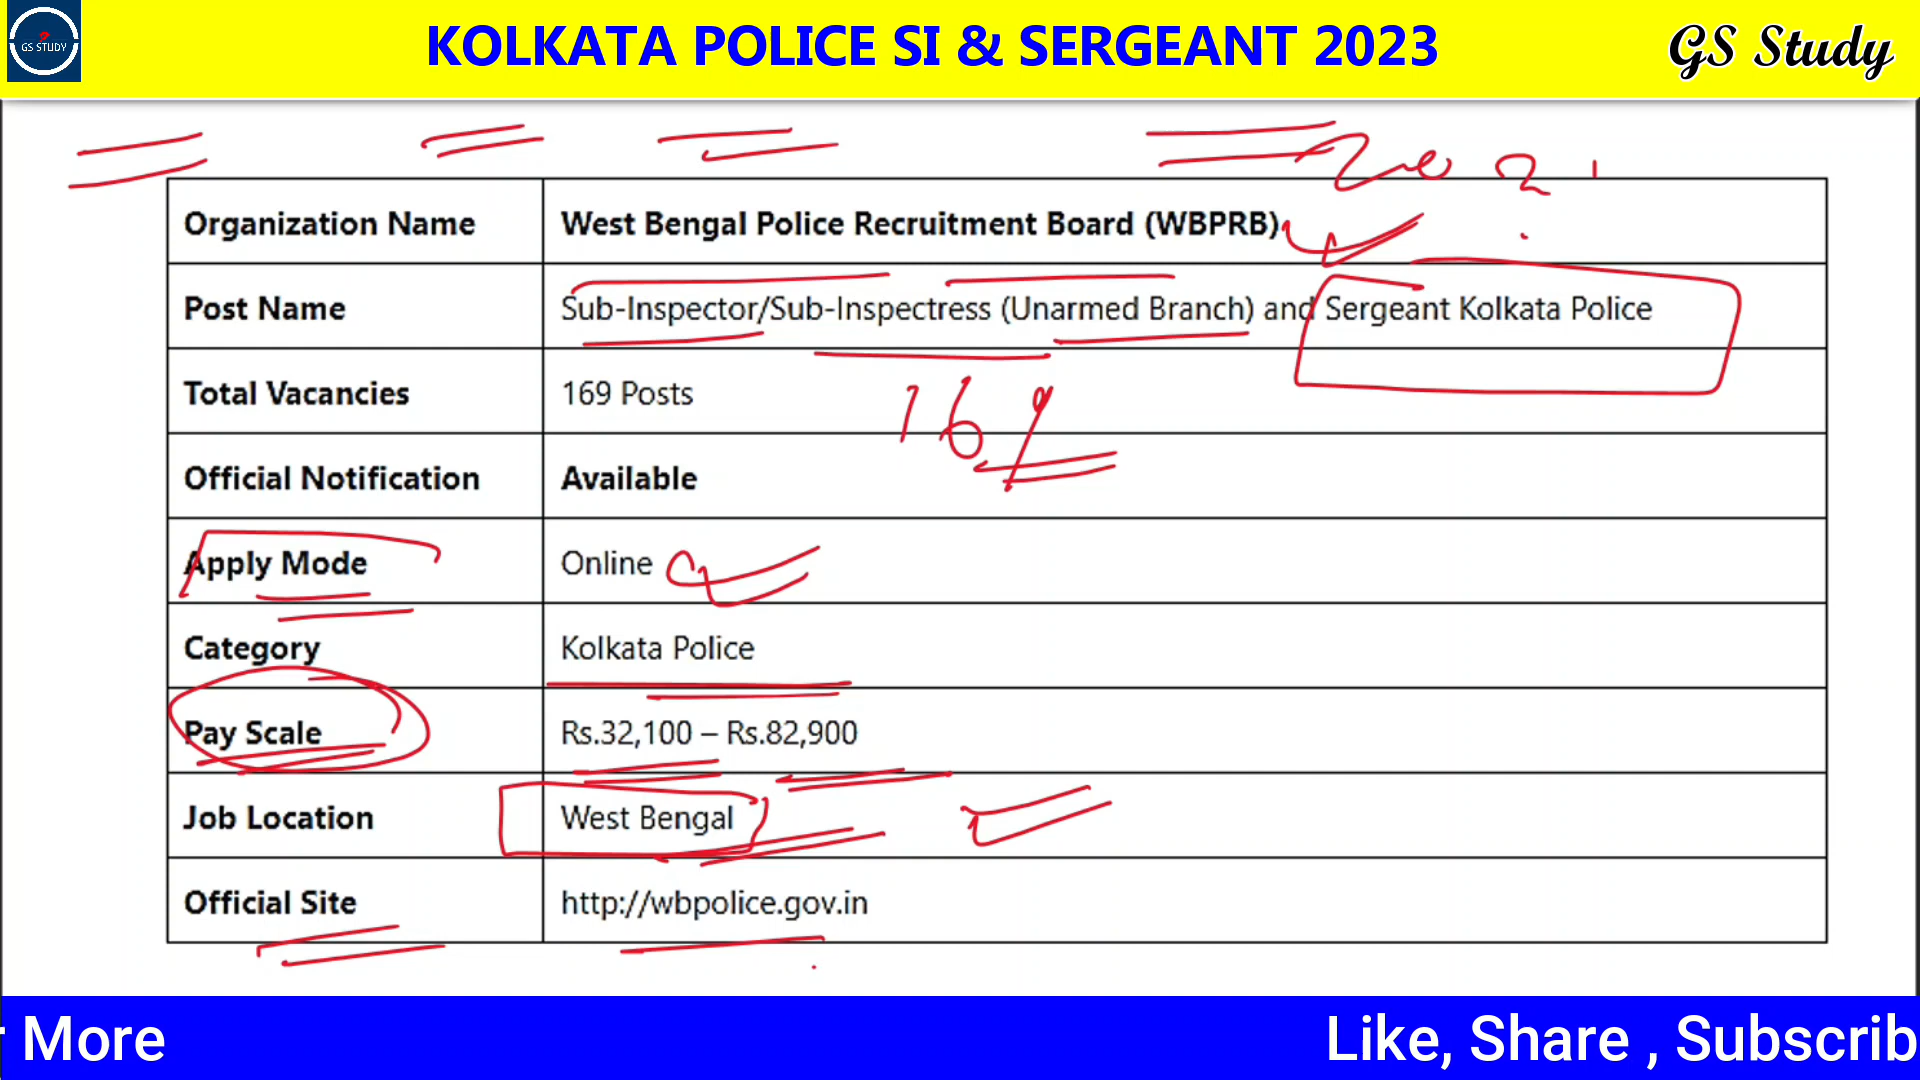 GS STUDY
KOLKATA POLICE SI & SERGEANT 2023
GS Study
Organization Name West Bengal Police Recruitment Board (WBPRB)
Post Name Sub-Inspector/Sub-Inspectress (Unarmed Branch) and Sergeant Kolkata Police
Total Vacancies 169 Posts
169
Official Notification Available
Apply Mode Online
Category Kolkata Police
Pay Scale Rs.32,100 – Rs.82,900
Job Location West Bengal
Official Site http://wbpolice.gov.in
More
Like, Share , Subscrib